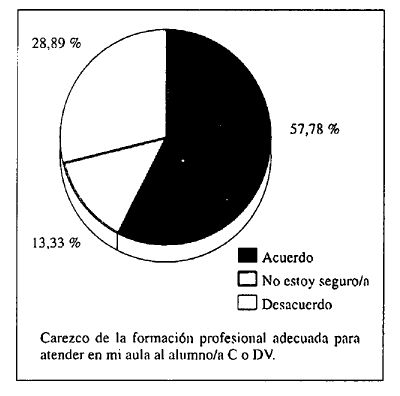 28,89 %
57,78 %
13,33 %
Acuerdo
No estoy seguro/a
Desacuerdo
Carezco de la formación profesional adecuada para
atender en mi aula al alumno/a C o DV.